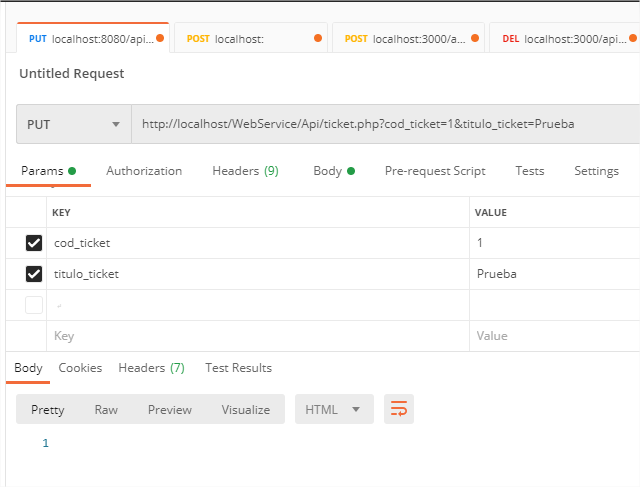 PUT localhost:8080/api... POST localhost: POST localhost:3000/a... DEL localhost:3000/api...
Untitled Request
PUT http://localhost/WebService/Api/ticket.php?cod_ticket=1&titulo_ticket=Prueba
Params Authorization Headers (9) Body Pre-request Script Tests Settings
KEY VALUE
cod_ticket 1
titulo_ticket Prueba
Key Value
Body Cookies Headers (7) Test Results
Pretty Raw Preview Visualize HTML
1